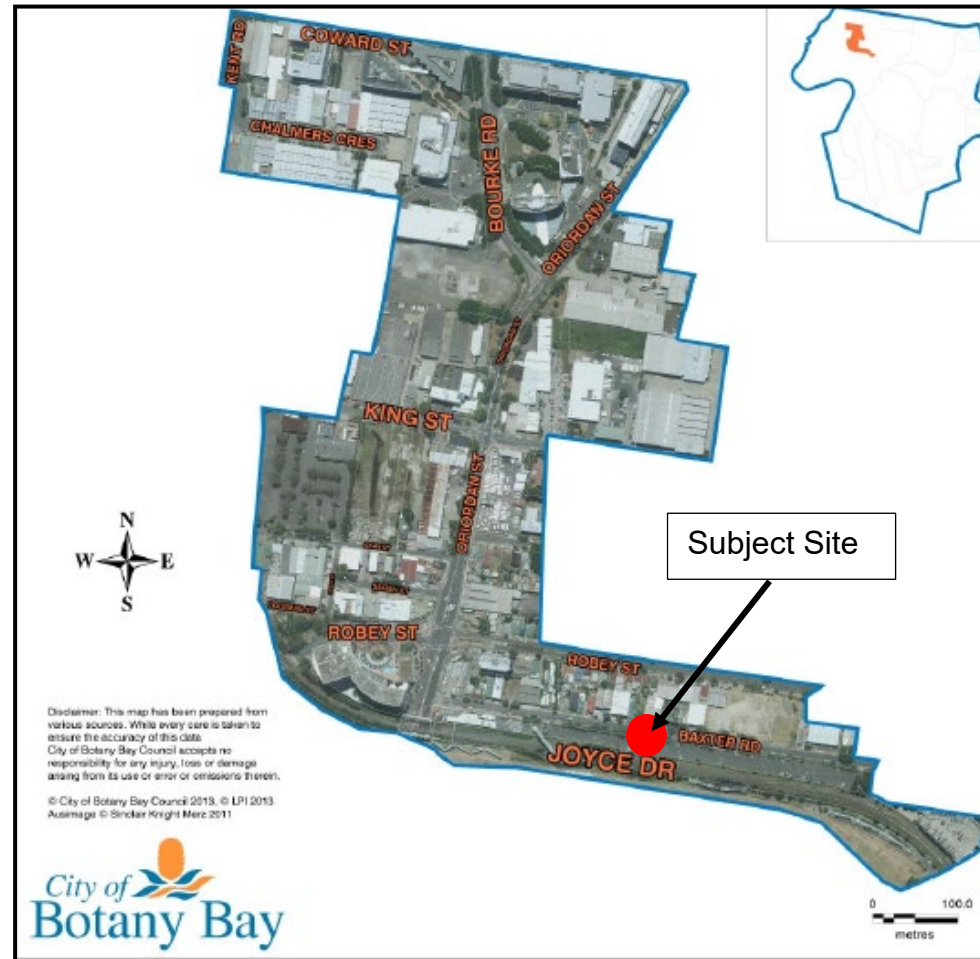 COWARD ST
KENT RD
CHALMERS CRES
BOURKE RD
ORIORDAN ST
ORIORDAN ST
KING ST
ORIORDAN ST
N
W E
S
Subject Site
ROBEY ST
ROBEY ST
BAXTER RD
JOYCE DR
Disclaimer: This map has been prepared from
various sources. While every care is taken to
ensure the accuracy of this data
City of Botany Bay Council accepts no
responsibility for any injury, loss or damage
arising from its use or error or omissions therein.
© City of Botany Bay Council 2013, © LPI 2013
Ausimage © Sinclair Knight Merz 2011
City of
Botany Bay
0 100.0
metres